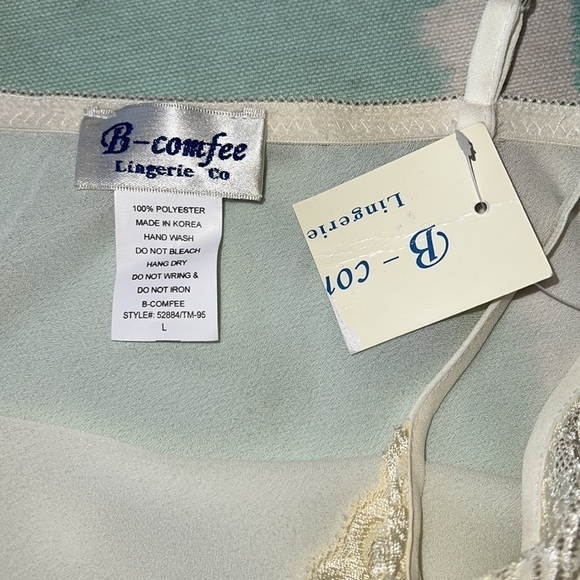 B-comfee
Lingerie Co
100% POLYESTER
MADE IN KOREA
HAND WASH
DO NOT BLEACH
HANG DRY
DO NOT WRING &
DO NOT IRON
B-COMFEE
STYLE#: 52884/TM-95
L
B-co
Lingerie